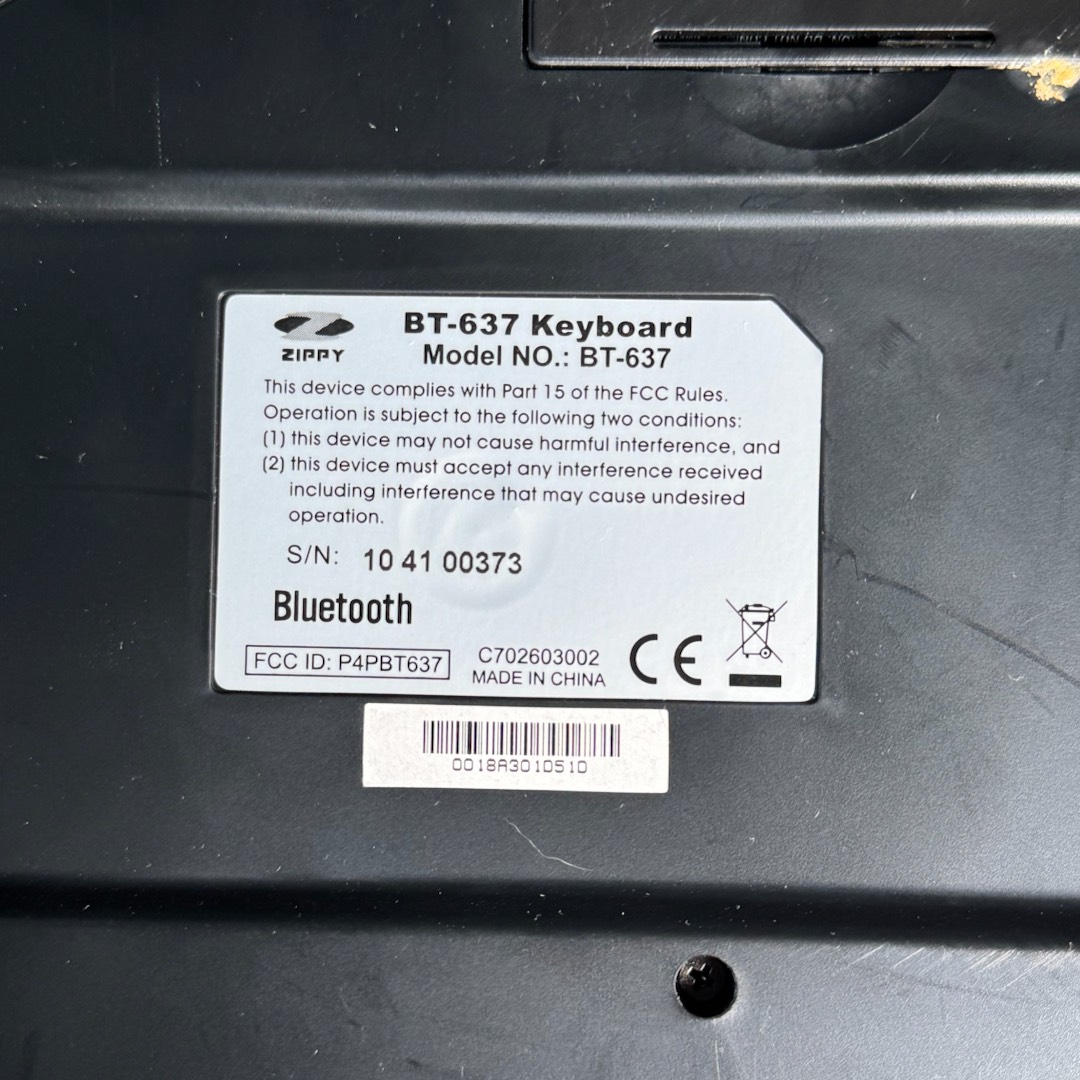 ZIPPY
BT-637 Keyboard
Model NO.: BT-637
This device complies with Part 15 of the FCC Rules.
Operation is subject to the following two conditions:
(1) this device may not cause harmful interference, and
(2) this device must accept any interference received
including interference that may cause undesired
operation.
S/N: 10 41 00373
Bluetooth
FCC ID: P4PBT637
C702603002
MADE IN CHINA
CE
0018A3010510